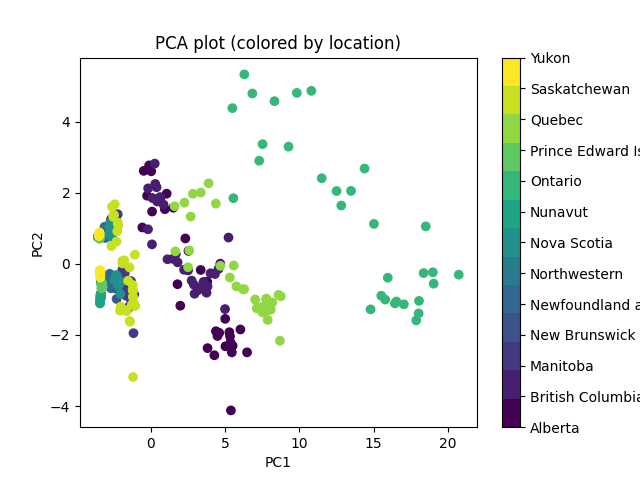 PCA plot (colored by location)
PC2
4
2
0
−2
−4
0
5
10
15
20
PC1
Yukon
Saskatchewan
Quebec
Prince Edward Is
Ontario
Nunavut
Nova Scotia
Northwestern
Newfoundland a
New Brunswick
Manitoba
British Columbia
Alberta